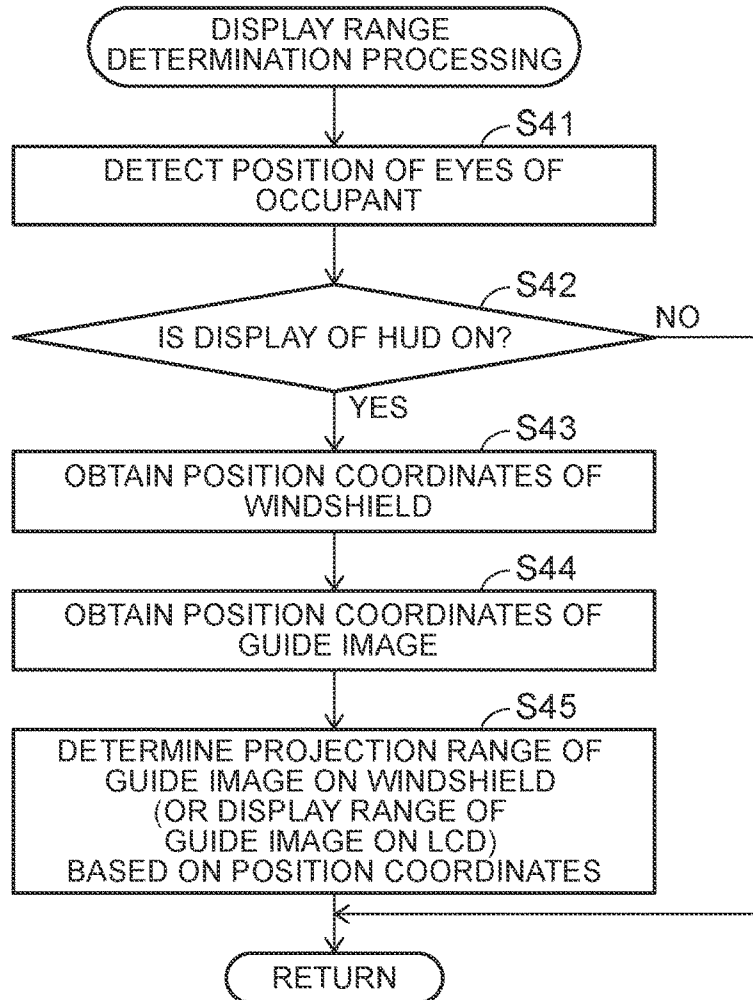 DISPLAY RANGE
DETERMINATION PROCESSING
S41
DETECT POSITION OF EYES OF
OCCUPANT
S42
IS DISPLAY OF HUD ON?
NO
YES
S43
OBTAIN POSITION COORDINATES OF
WINDSHIELD
S44
OBTAIN POSITION COORDINATES OF
GUIDE IMAGE
S45
DETERMINE PROJECTION RANGE OF
GUIDE IMAGE ON WINDSHIELD
(OR DISPLAY RANGE OF
GUIDE IMAGE ON LCD)
BASED ON POSITION COORDINATES
RETURN